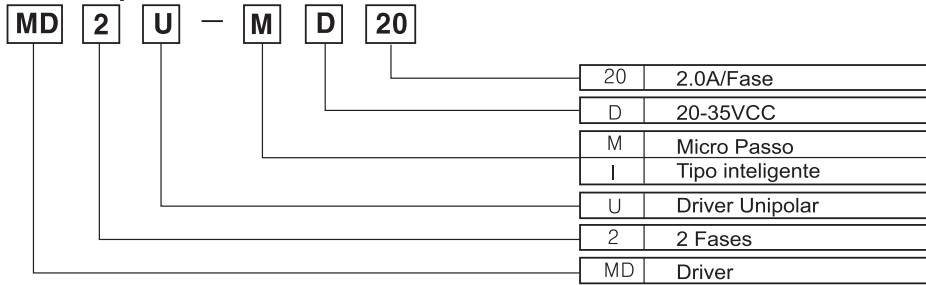 MD 2 U - M D 20
20 2.0A/Fase
D 20-35VCC
M Micro Passo
I Tipo inteligente
U Driver Unipolar
2 2 Fases
MD Driver